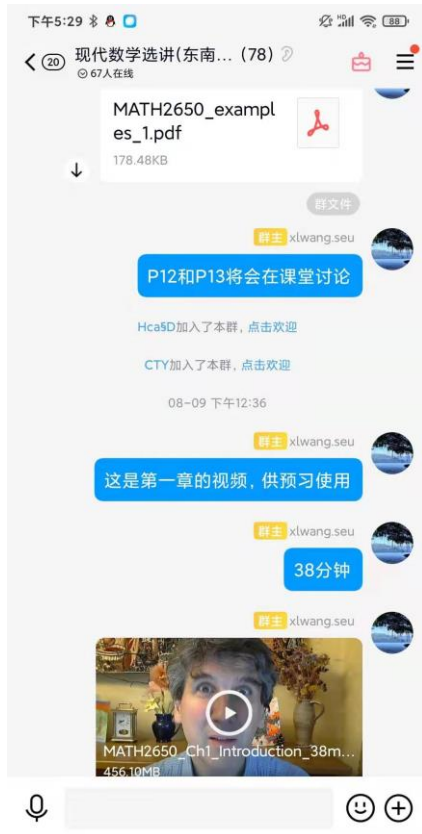 下午5:29
88
20
现代数学选讲(东南... (78)
67人在线
MATH2650_exampl
es_1.pdf
178.48KB
群文件
群主 xlwang.seu
P12和P13将会在课堂讨论
Hca§D加入了本群, 点击欢迎
CTY加入了本群, 点击欢迎
08-09 下午12:36
群主 xlwang.seu
这是第一章的视频, 供预习使用
群主 xlwang.seu
38分钟
群主 xlwang.seu
MATH2650_Ch1_Introduction_38m...
456.10MB